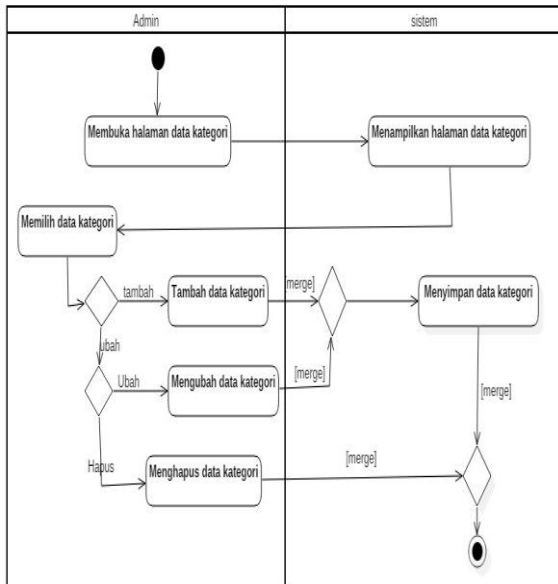 Admin
sistem
Membuka halaman data kategori
Menampilkan halaman data kategori
Memilih data kategori
tambah
Tambah data kategori
[merge]
Menyimpan data kategori
ubah
Ubah
Mengubah data kategori
[merge]
[merge]
Hapus
Menghapus data kategori
[merge]